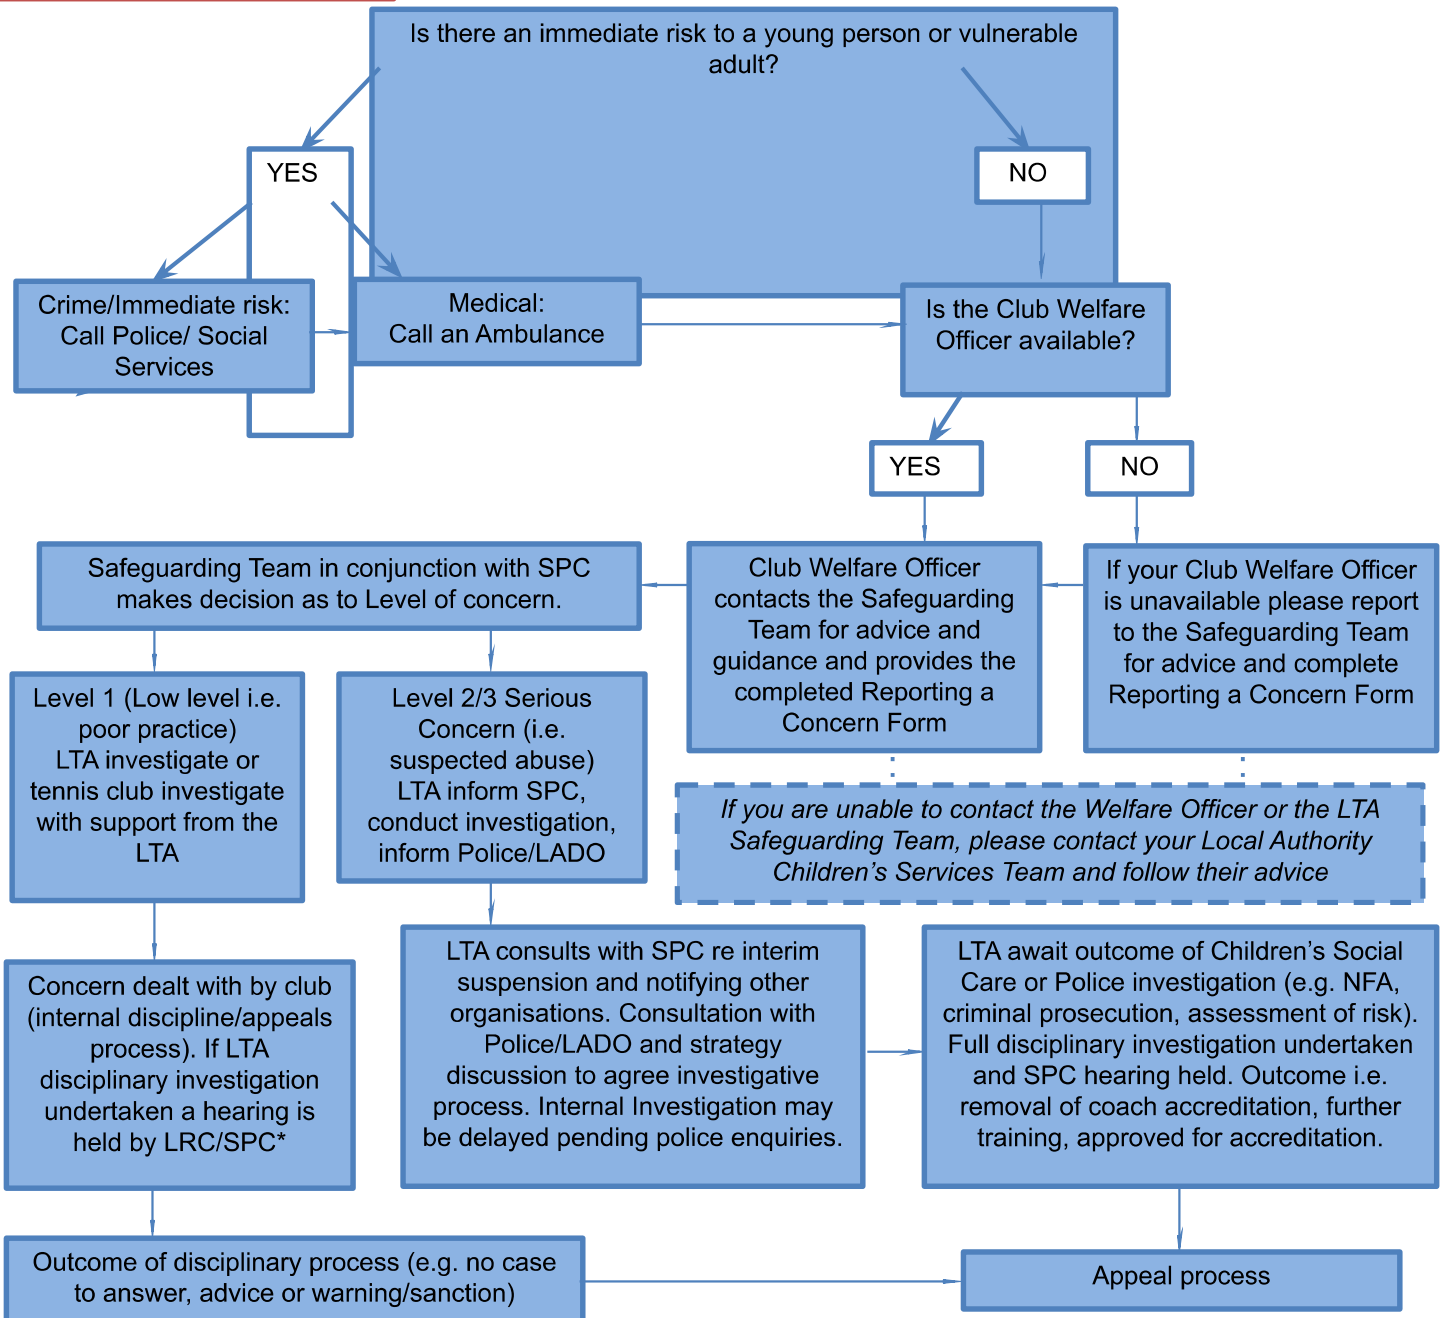 Is there an immediate risk to a young person or vulnerable
adult?
YES
NO
Crime/Immediate risk:
Call Police/ Social
Services
Medical:
Call an Ambulance
Is the Club Welfare
Officer available?
YES
NO
Safeguarding Team in conjunction with SPC
makes decision as to Level of concern.
Club Welfare Officer
contacts the Safeguarding
Team for advice and
guidance and provides the
completed Reporting a
Concern Form
If your Club Welfare Officer
is unavailable please report
to the Safeguarding Team
for advice and complete
Reporting a Concern Form
Level 1 (Low level i.e.
poor practice)
LTA investigate or
tennis club investigate
with support from the
LTA
Level 2/3 Serious
Concern (i.e.
suspected abuse)
LTA inform SPC,
conduct investigation,
inform Police/LADO
If you are unable to contact the Welfare Officer or the LTA
Safeguarding Team, please contact your Local Authority
Children’s Services Team and follow their advice
Concern dealt with by club
(internal discipline/appeals
process). If LTA
disciplinary investigation
undertaken a hearing is
held by LRC/SPC*
LTA consults with SPC re interim
suspension and notifying other
organisations. Consultation with
Police/LADO and strategy
discussion to agree investigative
process. Internal Investigation may
be delayed pending police enquiries.
LTA await outcome of Children’s Social
Care or Police investigation (e.g. NFA,
criminal prosecution, assessment of risk).
Full disciplinary investigation undertaken
and SPC hearing held. Outcome i.e.
removal of coach accreditation, further
training, approved for accreditation.
Outcome of disciplinary process (e.g. no case
to answer, advice or warning/sanction)
Appeal process